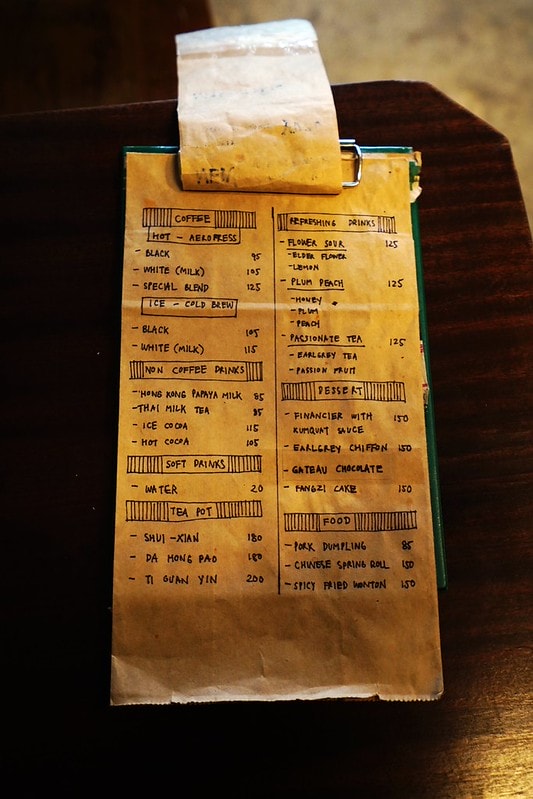 COFFEE
HOT - AEROPRESS
- BLACK 95
- WHITE (MILK) 105
- SPECIAL BLEND 125
ICE - COLD BREW
- BLACK 105
- WHITE (MILK) 115
NON COFFEE DRINKS
- HONG KONG PAPAYA MILK 85
- THAI MILK TEA 85
- ICE COCOA 115
- HOT COCOA 105
SOFT DRINKS
- WATER 20
TEA POT
- SHUI - XIAN 180
- DA HONG PAO 180
- TI GUAN YIN 200
REFRESHING DRINKS
- FLOWER SOUR 125
- ELDER FLOWER
- LEMON
- PLUM PEACH 125
- HONEY
- PLUM
- PEACH
- PASSIONATE TEA 125
- EARLGREY TEA
- PASSION FRUIT
DESSERT
- FINANCIER WITH 150
KUMQUAT SAUCE
- EARLGREY CHIFFON 150
- GATEAU CHOCOLATE
- FANGZI CAKE 150
FOOD
- PORK DUMPLING 85
- CHINESE SPRING ROLL 150
- SPICY FRIED WONTON 150